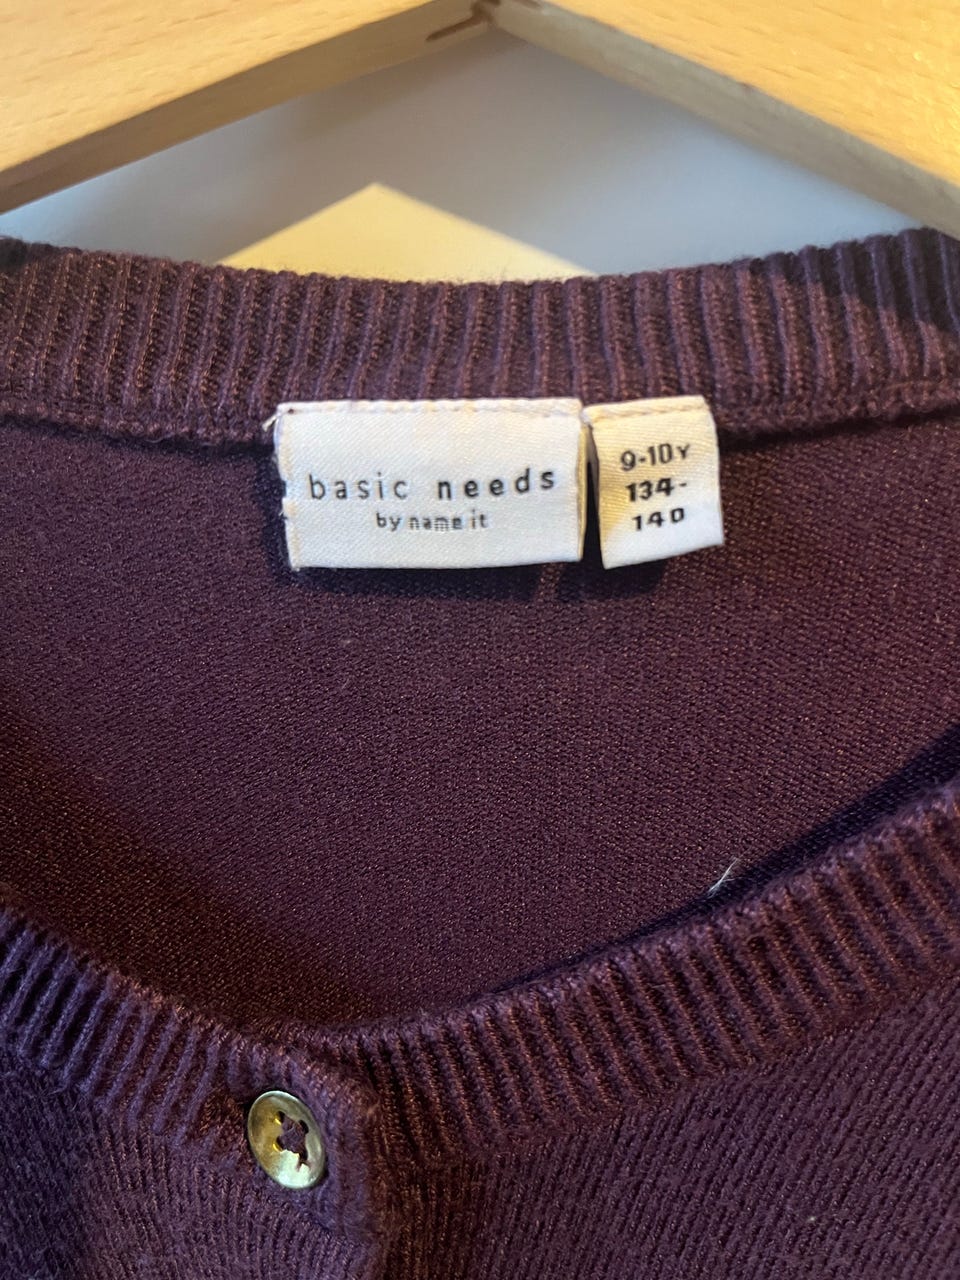 basic needs
by name it
9-10Y
134-
140